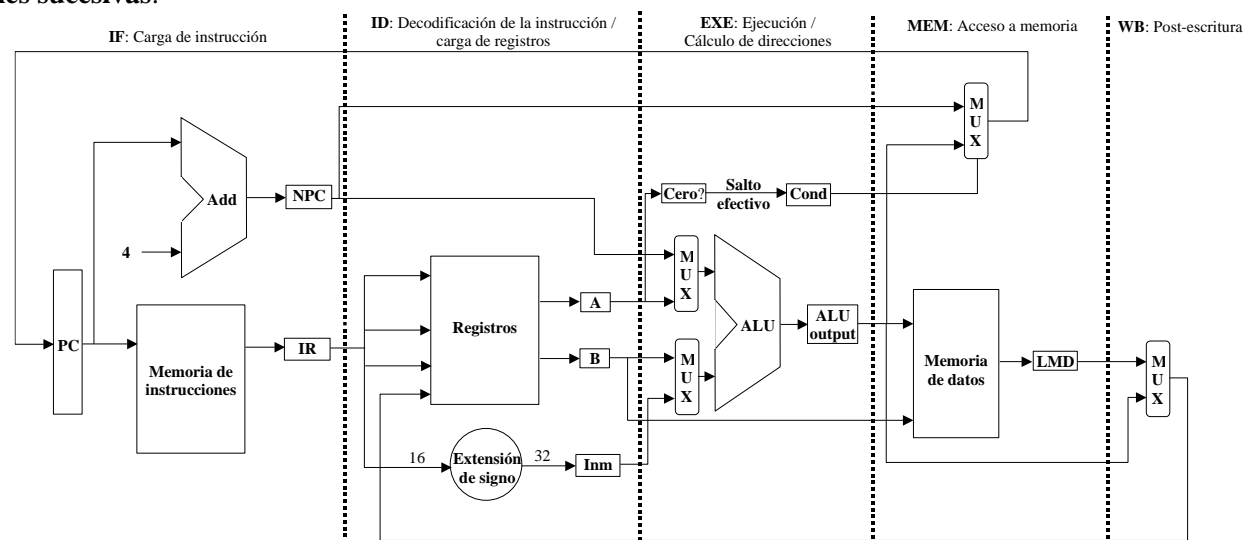 nes sucesivas.
IF: Carga de instrucción
ID: Decodificación de la instrucción /
carga de registros
EXE: Ejecución /
Cálculo de direcciones
MEM: Acceso a memoria
WB: Post-escritura
M
U
X
Add
NPC
4
Cero?
Salto
efectivo
Cond
PC
Memoria de
instrucciones
IR
Registros
A
B
M
U
X
M
U
X
ALU
ALU
output
Memoria
de datos
LMD
M
U
X
16
Extensión
de signo
32
Inm